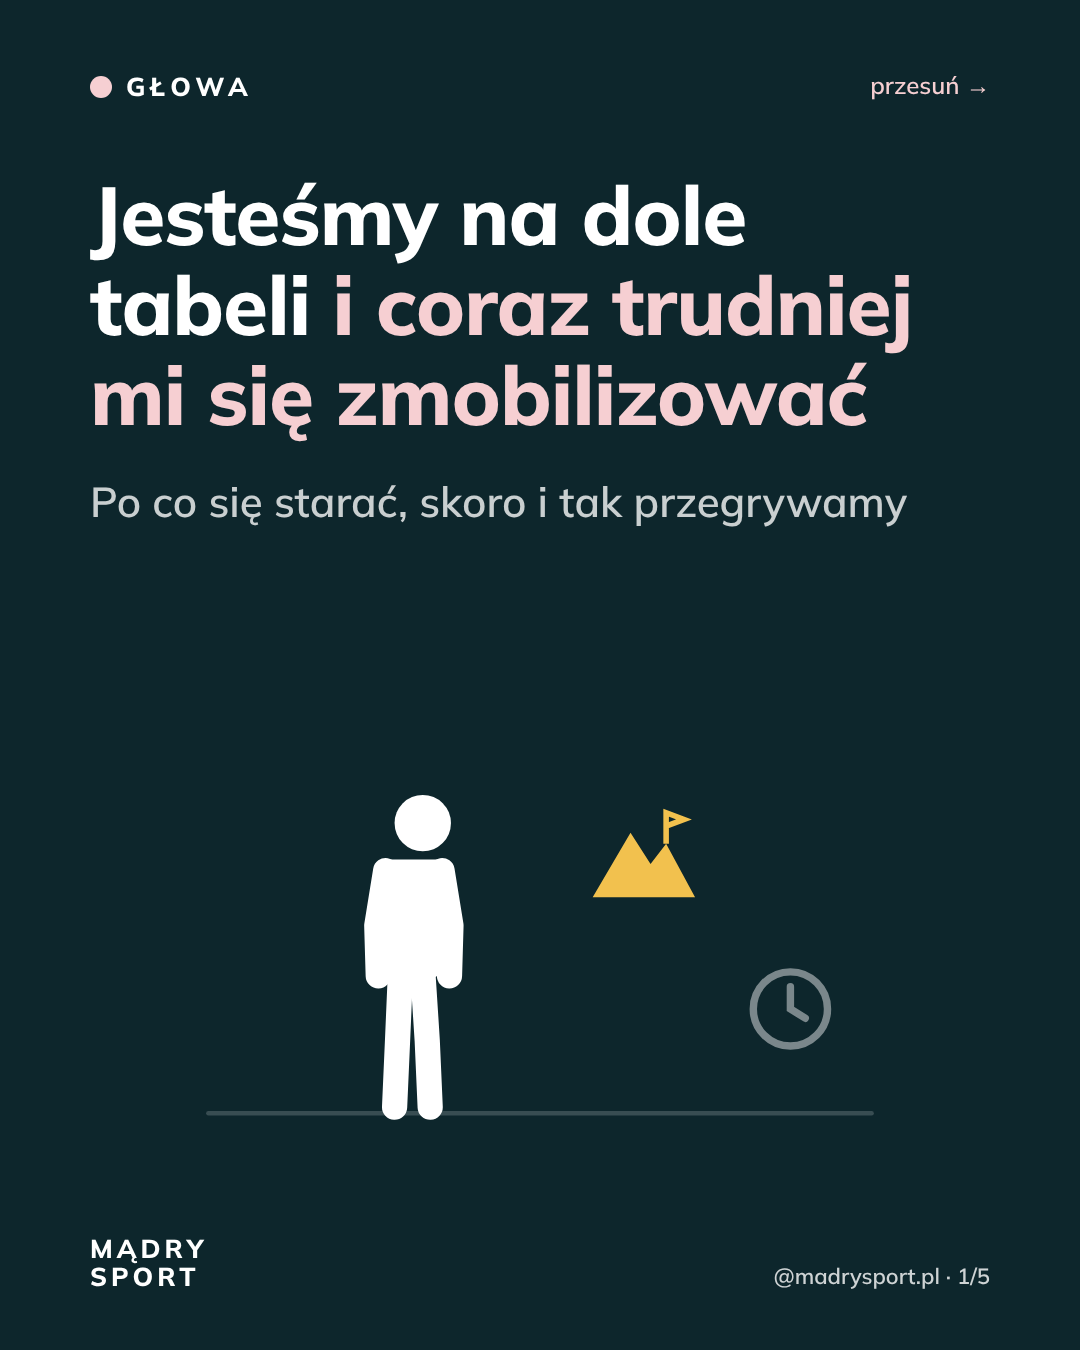 GŁOWA
przesuń →
Jesteśmy na dole
tabeli i coraz trudniej
mi się zmobilizować
Po co się starać, skoro i tak przegrywamy
MĄDRY
SPORT
@madrysport.pl · 1/5